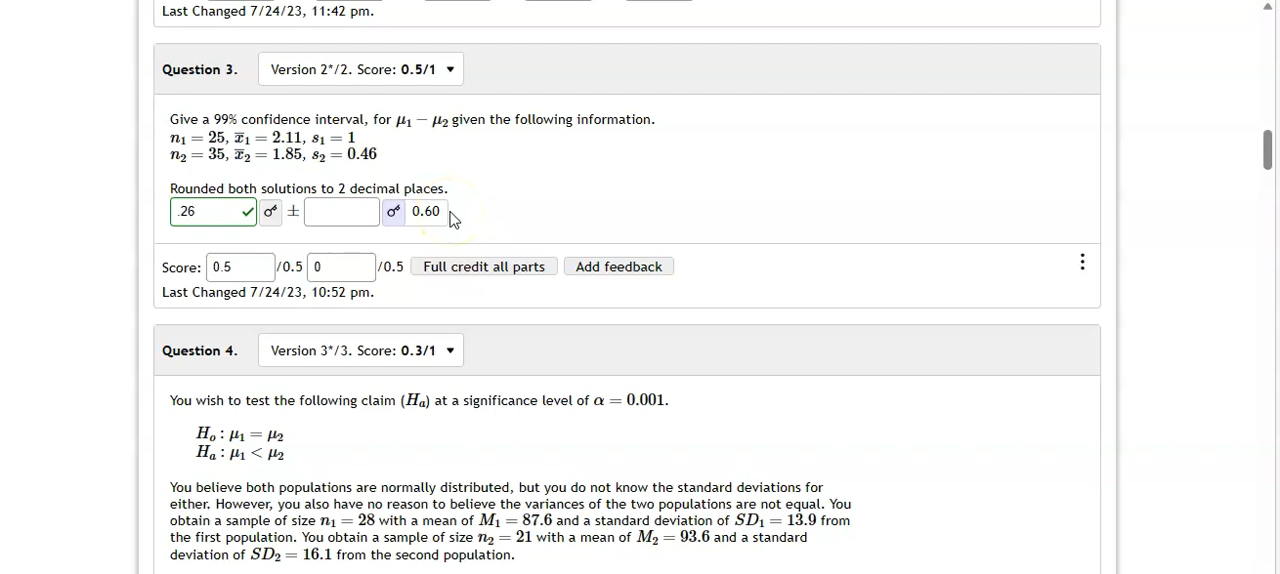 Last Changed 7/24/23, 11:42 pm.
Question 3. Version 2*/2. Score: 0.5/1
Give a 99% confidence interval, for μ₁ − μ₂ given the following information.
n₁ = 25, x̄₁ = 2.11, s₁ = 1
n₂ = 35, x̄₂ = 1.85, s₂ = 0.46
Rounded both solutions to 2 decimal places.
.26 ± 0.60
Score: 0.5 /0.5 0 /0.5 Full credit all parts Add feedback
Last Changed 7/24/23, 10:52 pm.
Question 4. Version 3*/3. Score: 0.3/1
You wish to test the following claim (Hₐ) at a significance level of α = 0.001.
Hₒ : μ₁ = μ₂
Hₐ : μ₁ < μ₂
You believe both populations are normally distributed, but you do not know the standard deviations for
either. However, you also have no reason to believe the variances of the two populations are not equal. You
obtain a sample of size n₁ = 28 with a mean of M₁ = 87.6 and a standard deviation of SD₁ = 13.9 from
the first population. You obtain a sample of size n₂ = 21 with a mean of M₂ = 93.6 and a standard
deviation of SD₂ = 16.1 from the second population.